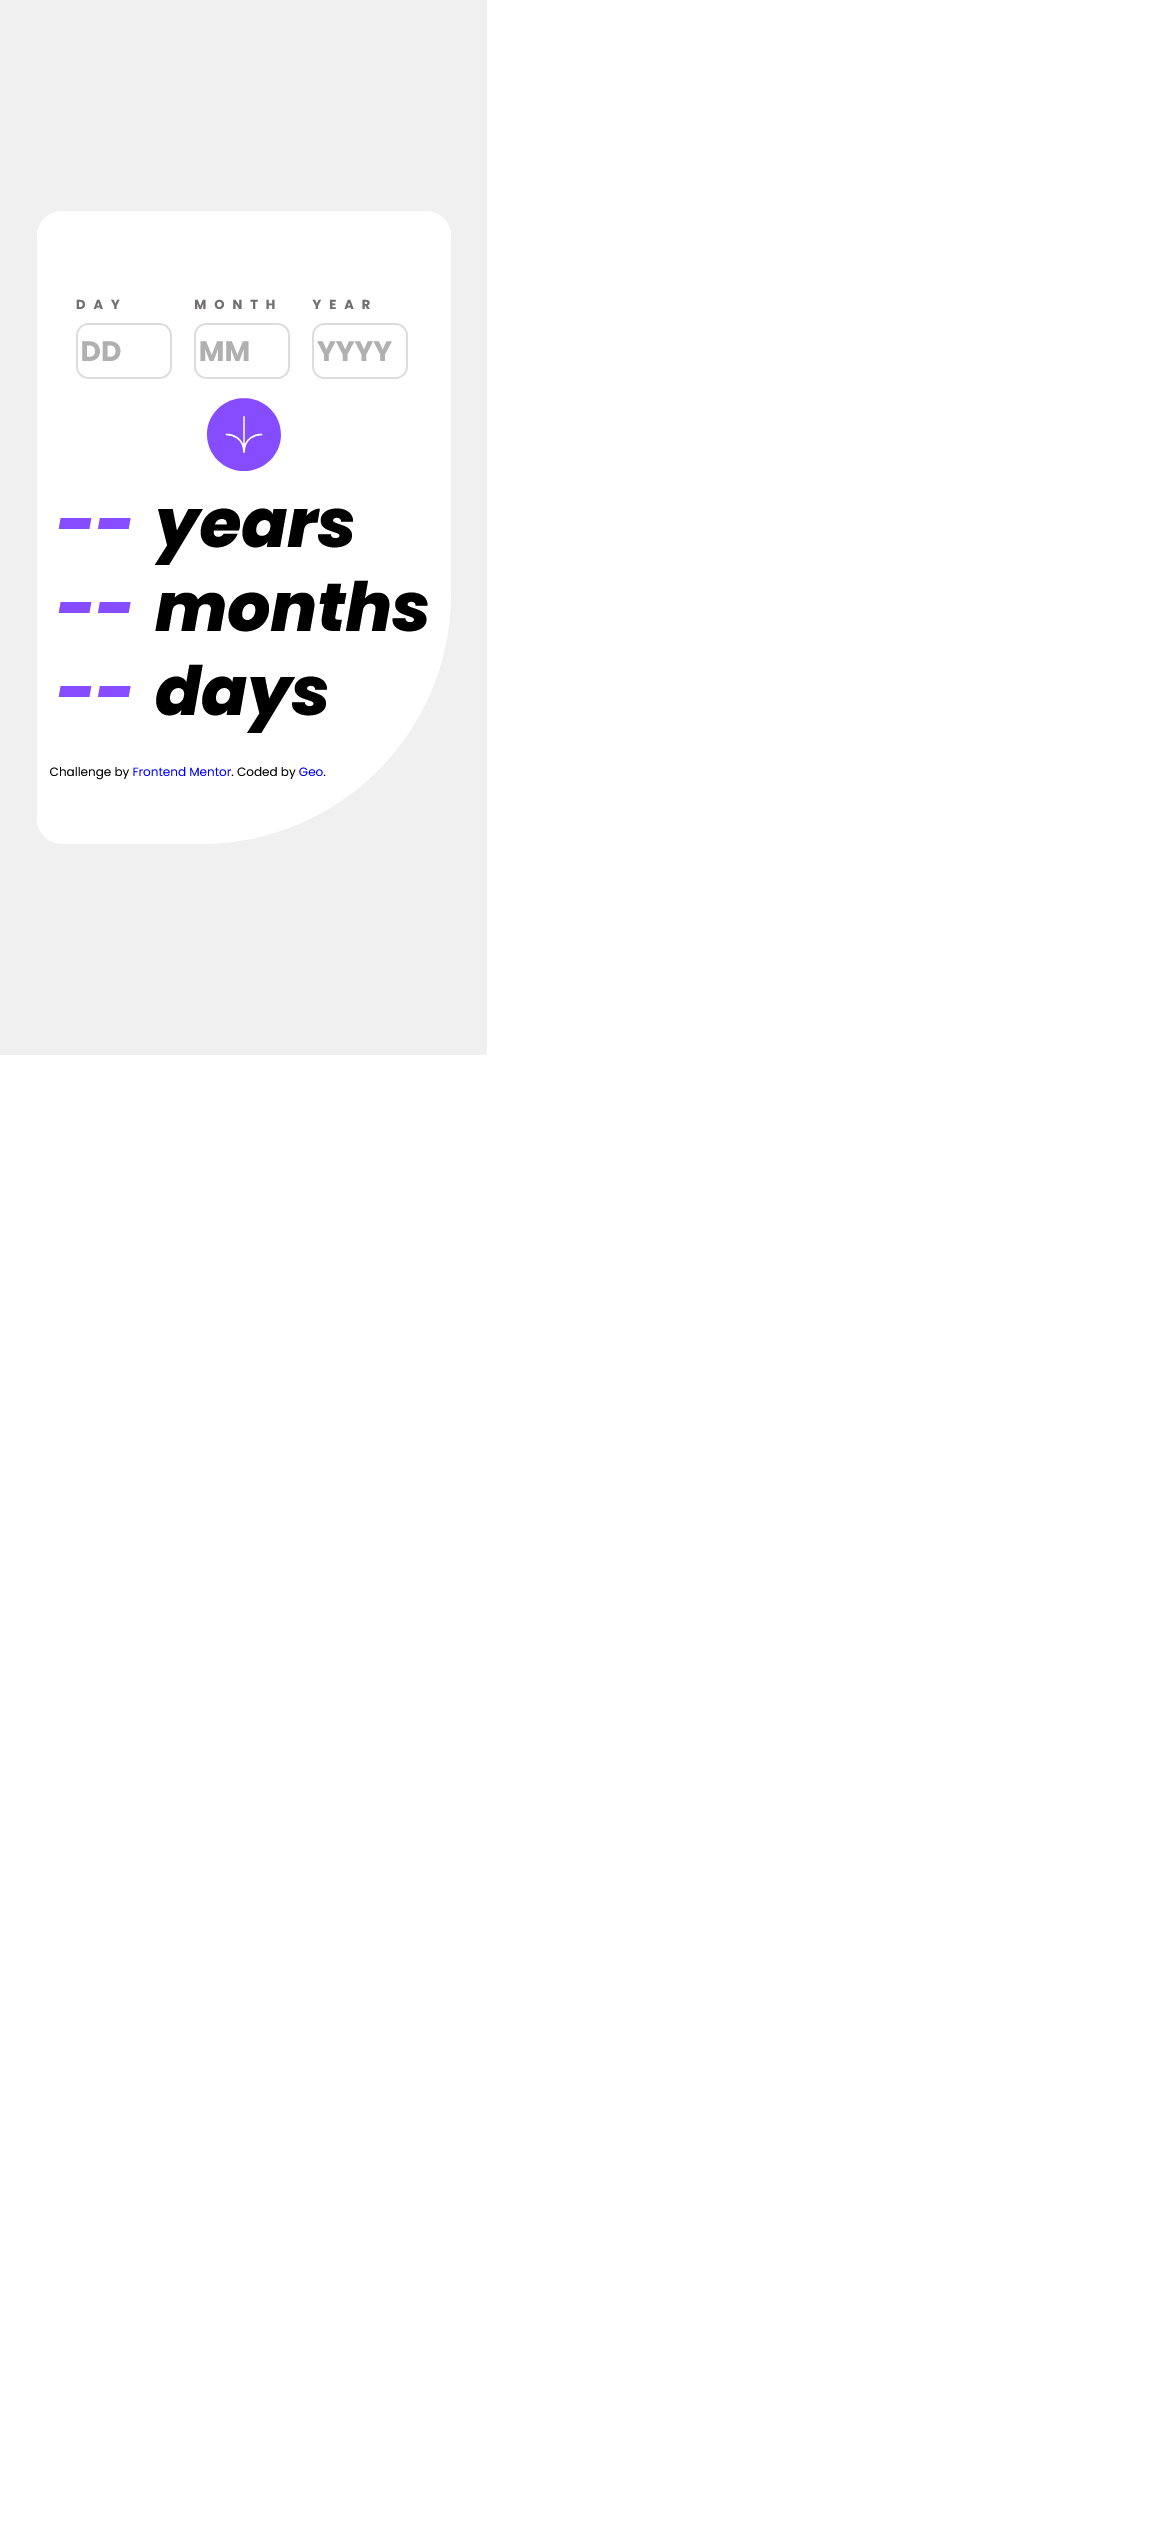 DAY MONTH YEAR
DD MM YYYY
-- years
-- months
-- days
Challenge by Frontend Mentor. Coded by Geo.